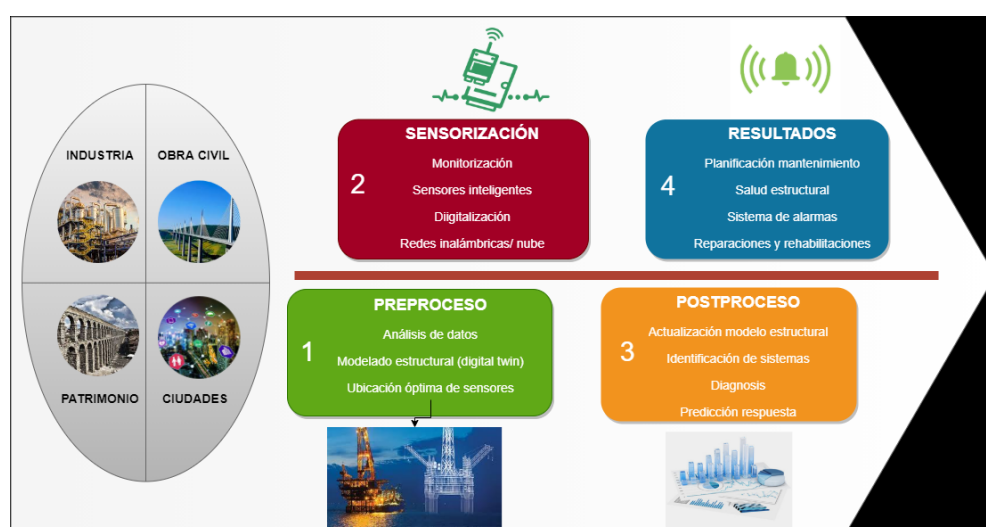 INDUSTRIA
OBRA CIVIL
PATRIMONIO
CIUDADES
SENSORIZACIÓN
2
Monitorización
Sensores inteligentes
Diigitalización
Redes inalámbricas/ nube
RESULTADOS
4
Planificación mantenimiento
Salud estructural
Sistema de alarmas
Reparaciones y rehabilitaciones
PREPROCESO
1
Análisis de datos
Modelado estructural (digital twin)
Ubicación óptima de sensores
POSTPROCESO
3
Actualización modelo estructural
Identificación de sistemas
Diagnosis
Predicción respuesta